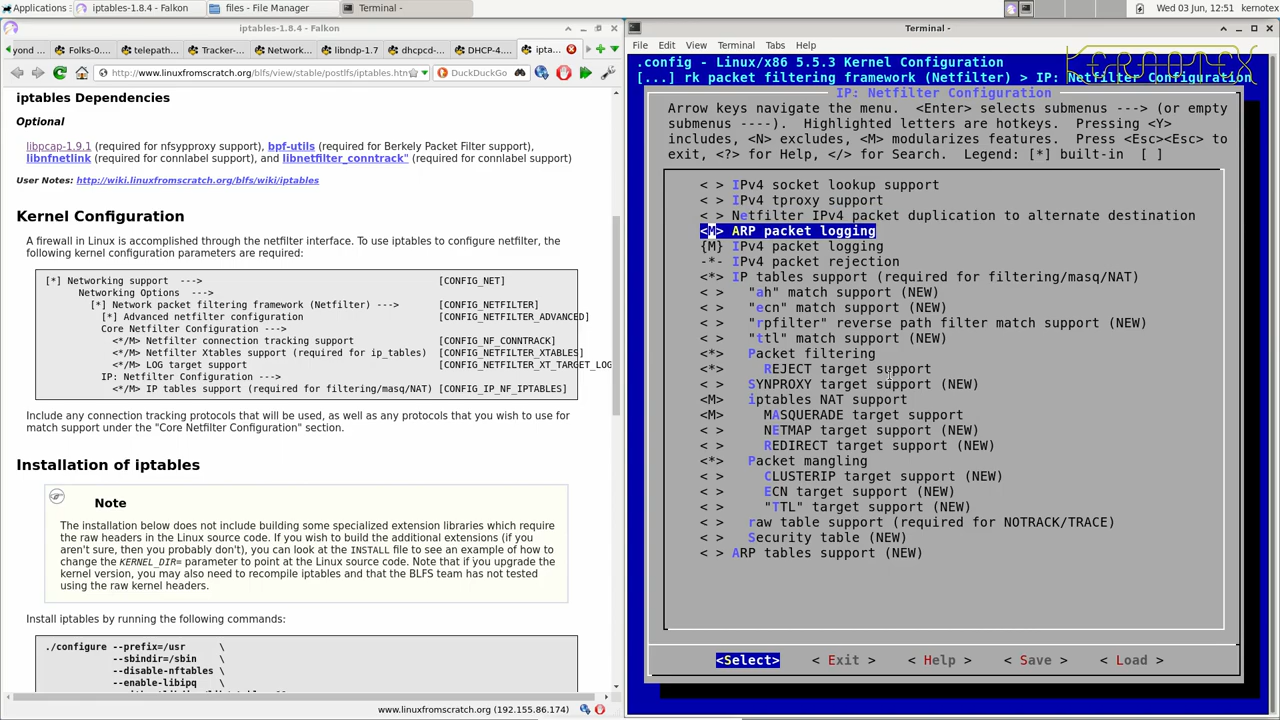 iptables-1.8.4 - Falkon
files - File Manager
Terminal -
Wed 03 Jun, 12:51
kernotex
iptables-1.8.4 - Falkon
yond ...
Folks-0....
telepath...
Tracker-...
Network...
libndp-1.7
dhcpcd-...
DHCP-4....
ipta...
http://www.linuxfromscratch.org/blfs/view/stable/postlfs/iptables.htm
DuckDuckGo
iptables Dependencies
Optional
libpcap-1.9.1 (required for nfsyproxy support), bpf-utils (required for Berkely Packet Filter support),
libnfnetlink (required for connlabel support), and libnetfilter_conntrack" (required for connlabel support)
User Notes: http://wiki.linuxfromscratch.org/blfs/wiki/iptables
Kernel Configuration
A firewall in Linux is accomplished through the netfilter interface. To use iptables to configure netfilter, the
following kernel configuration parameters are required:
[*] Networking support ---> [CONFIG_NET]
Networking Options --->
[*] Network packet filtering framework (Netfilter) ---> [CONFIG_NETFILTER]
[*] Advanced netfilter configuration [CONFIG_NETFILTER_ADVANCED]
Core Netfilter Configuration --->
<*/M> Netfilter connection tracking support [CONFIG_NF_CONNTRACK]
<*/M> Netfilter Xtables support (required for ip_tables) [CONFIG_NETFILTER_XTABLES]
<*/M> LOG target support [CONFIG_NETFILTER_XT_TARGET_LOG
IP: Netfilter Configuration --->
<*/M> IP tables support (required for filtering/masq/NAT) [CONFIG_IP_NF_IPTABLES]
Include any connection tracking protocols that will be used, as well as any protocols that you wish to use for
match support under the "Core Netfilter Configuration" section.
Installation of iptables
Note
The installation below does not include building some specialized extension libraries which require
the raw headers in the Linux source code. If you wish to build the additional extensions (if you
aren't sure, then you probably don't), you can look at the INSTALL file to see an example of how to
change the KERNEL_DIR= parameter to point at the Linux source code. Note that if you upgrade the
kernel version, you may also need to recompile iptables and that the BLFS team has not tested
using the raw kernel headers.
Install iptables by running the following commands:
./configure --prefix=/usr \
--sbindir=/sbin \
--disable-nftables \
--enable-libipq \
www.linuxfromscratch.org (192.155.86.174)
Terminal -
File Edit View Terminal Tabs Help
KERNOTEX
.config - Linux/x86 5.5.3 Kernel Configuration
[...] rk packet filtering framework (Netfilter) > IP: Netfilter Configuration
IP: Netfilter Configuration
Arrow keys navigate the menu. <Enter> selects submenus ---> (or empty
submenus ----). Highlighted letters are hotkeys. Pressing <Y>
includes, <N> excludes, <M> modularizes features. Press <Esc><Esc> to
exit, <?> for Help, </> for Search. Legend: [*] built-in [ ]
< > IPv4 socket lookup support
< > IPv4 tproxy support
< > Netfilter IPv4 packet duplication to alternate destination
<M> ARP packet logging
{M} IPv4 packet logging
-*- IPv4 packet rejection
<*> IP tables support (required for filtering/masq/NAT)
< > "ah" match support (NEW)
< > "ecn" match support (NEW)
< > "rpfilter" reverse path filter match support (NEW)
< > "ttl" match support (NEW)
<*> Packet filtering
<*> REJECT target support
< > SYNPROXY target support (NEW)
<M> iptables NAT support
<M> MASQUERADE target support
< > NETMAP target support (NEW)
< > REDIRECT target support (NEW)
<*> Packet mangling
< > CLUSTERIP target support (NEW)
< > ECN target support (NEW)
< > "TTL" target support (NEW)
< > raw table support (required for NOTRACK/TRACE)
< > Security table (NEW)
< > ARP tables support (NEW)
<Select> < Exit > < Help > < Save > < Load >